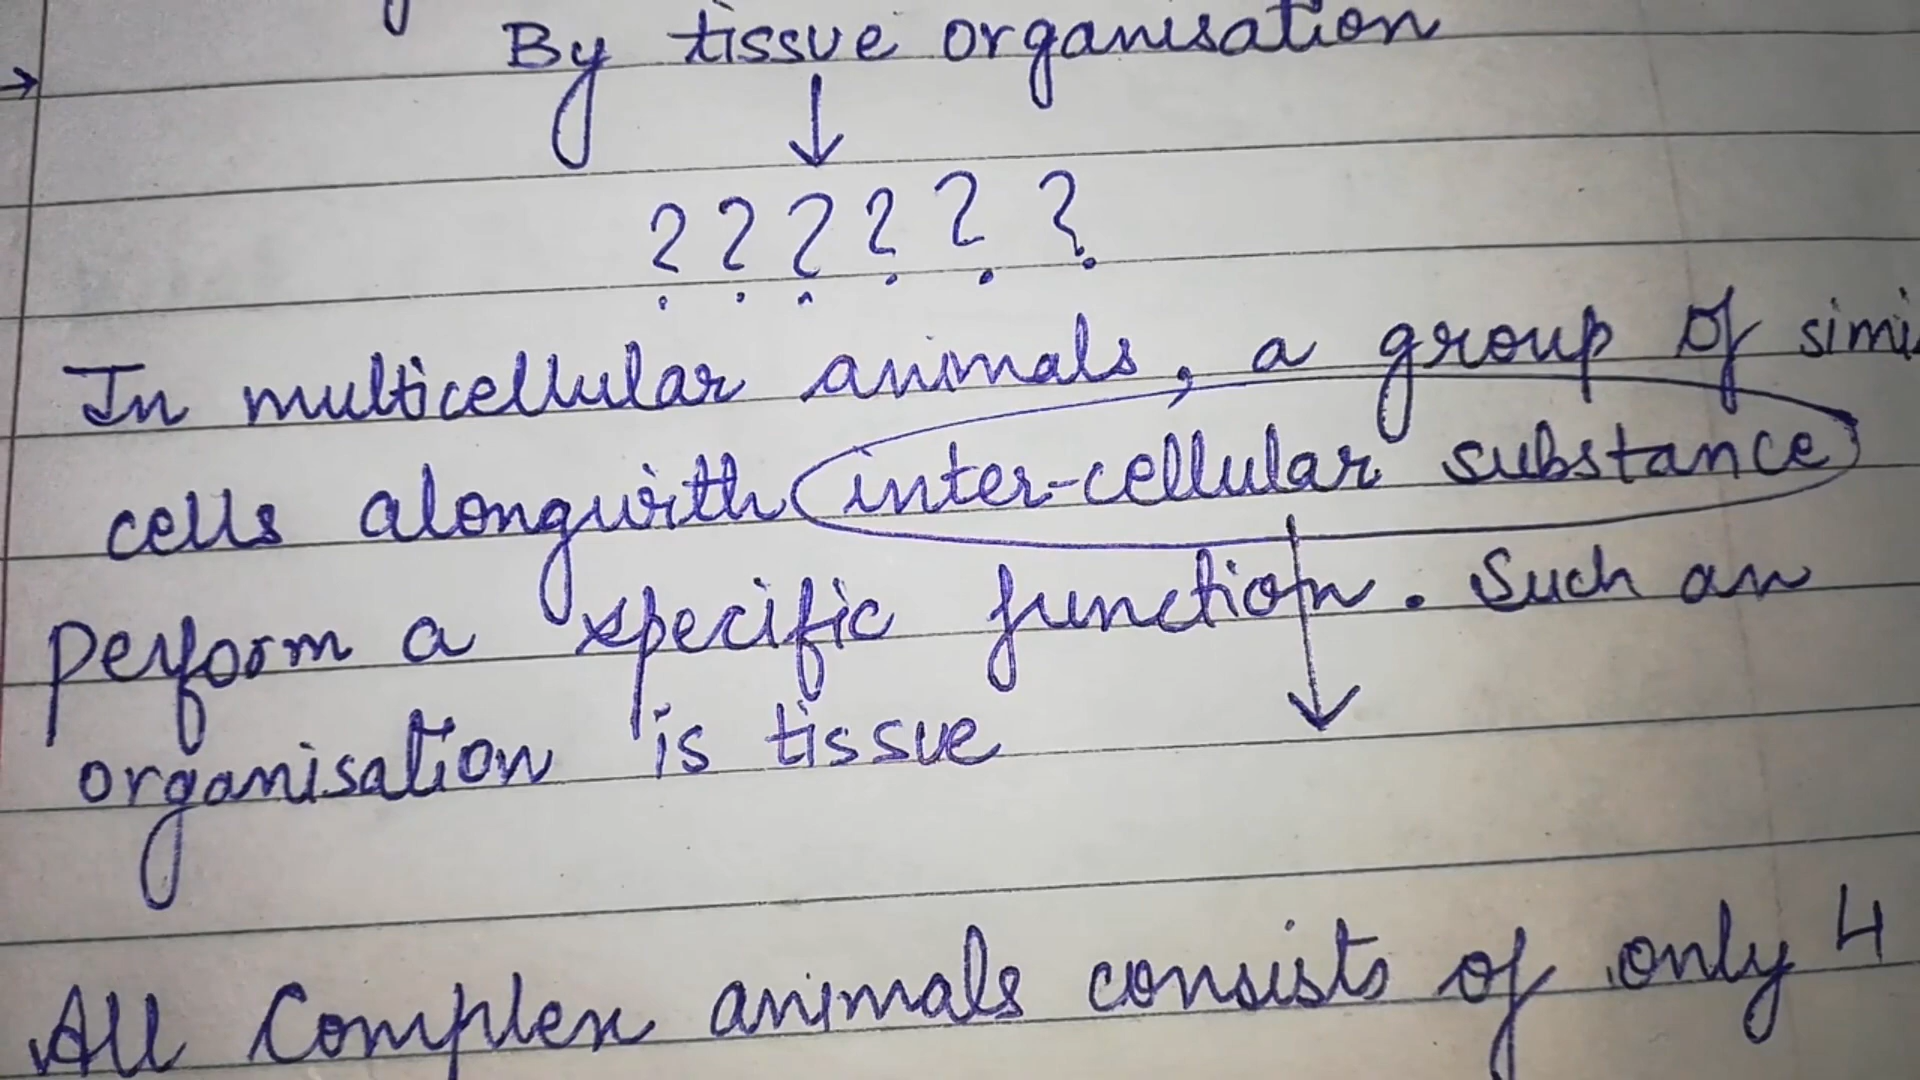 By tissue organisation
→
↓
? ? ? ? ? ?
In multicellular animals, a group of simi
cells alongwith inter-cellular substance
perform a specific function. Such an
organisation is tissue
All Complex animals consists of only 4